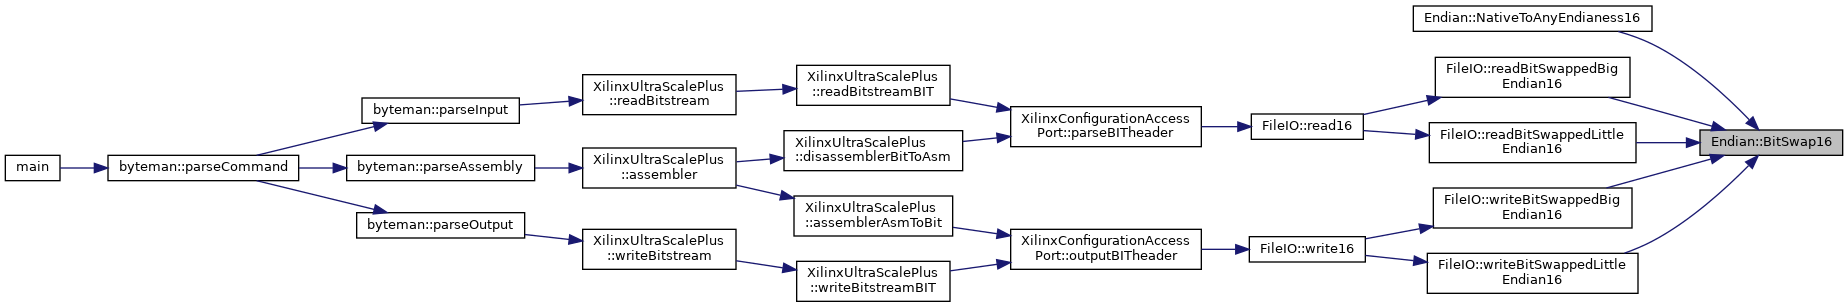 main
byteman::parseCommand
byteman::parseInput
byteman::parseAssembly
byteman::parseOutput
XilinxUltraScalePlus
::readBitstream
XilinxUltraScalePlus
::assembler
XilinxUltraScalePlus
::writeBitstream
XilinxUltraScalePlus
::readBitstreamBIT
XilinxUltraScalePlus
::disassemblerBitToAsm
XilinxUltraScalePlus
::assemblerAsmToBit
XilinxUltraScalePlus
::writeBitstreamBIT
XilinxConfigurationAccess
Port::parseBITheader
XilinxConfigurationAccess
Port::outputBITheader
FileIO::read16
FileIO::write16
Endian::NativeToAnyEndianess16
FileIO::readBitSwappedBig
Endian16
FileIO::readBitSwappedLittle
Endian16
FileIO::writeBitSwappedBig
Endian16
FileIO::writeBitSwappedLittle
Endian16
Endian::BitSwap16